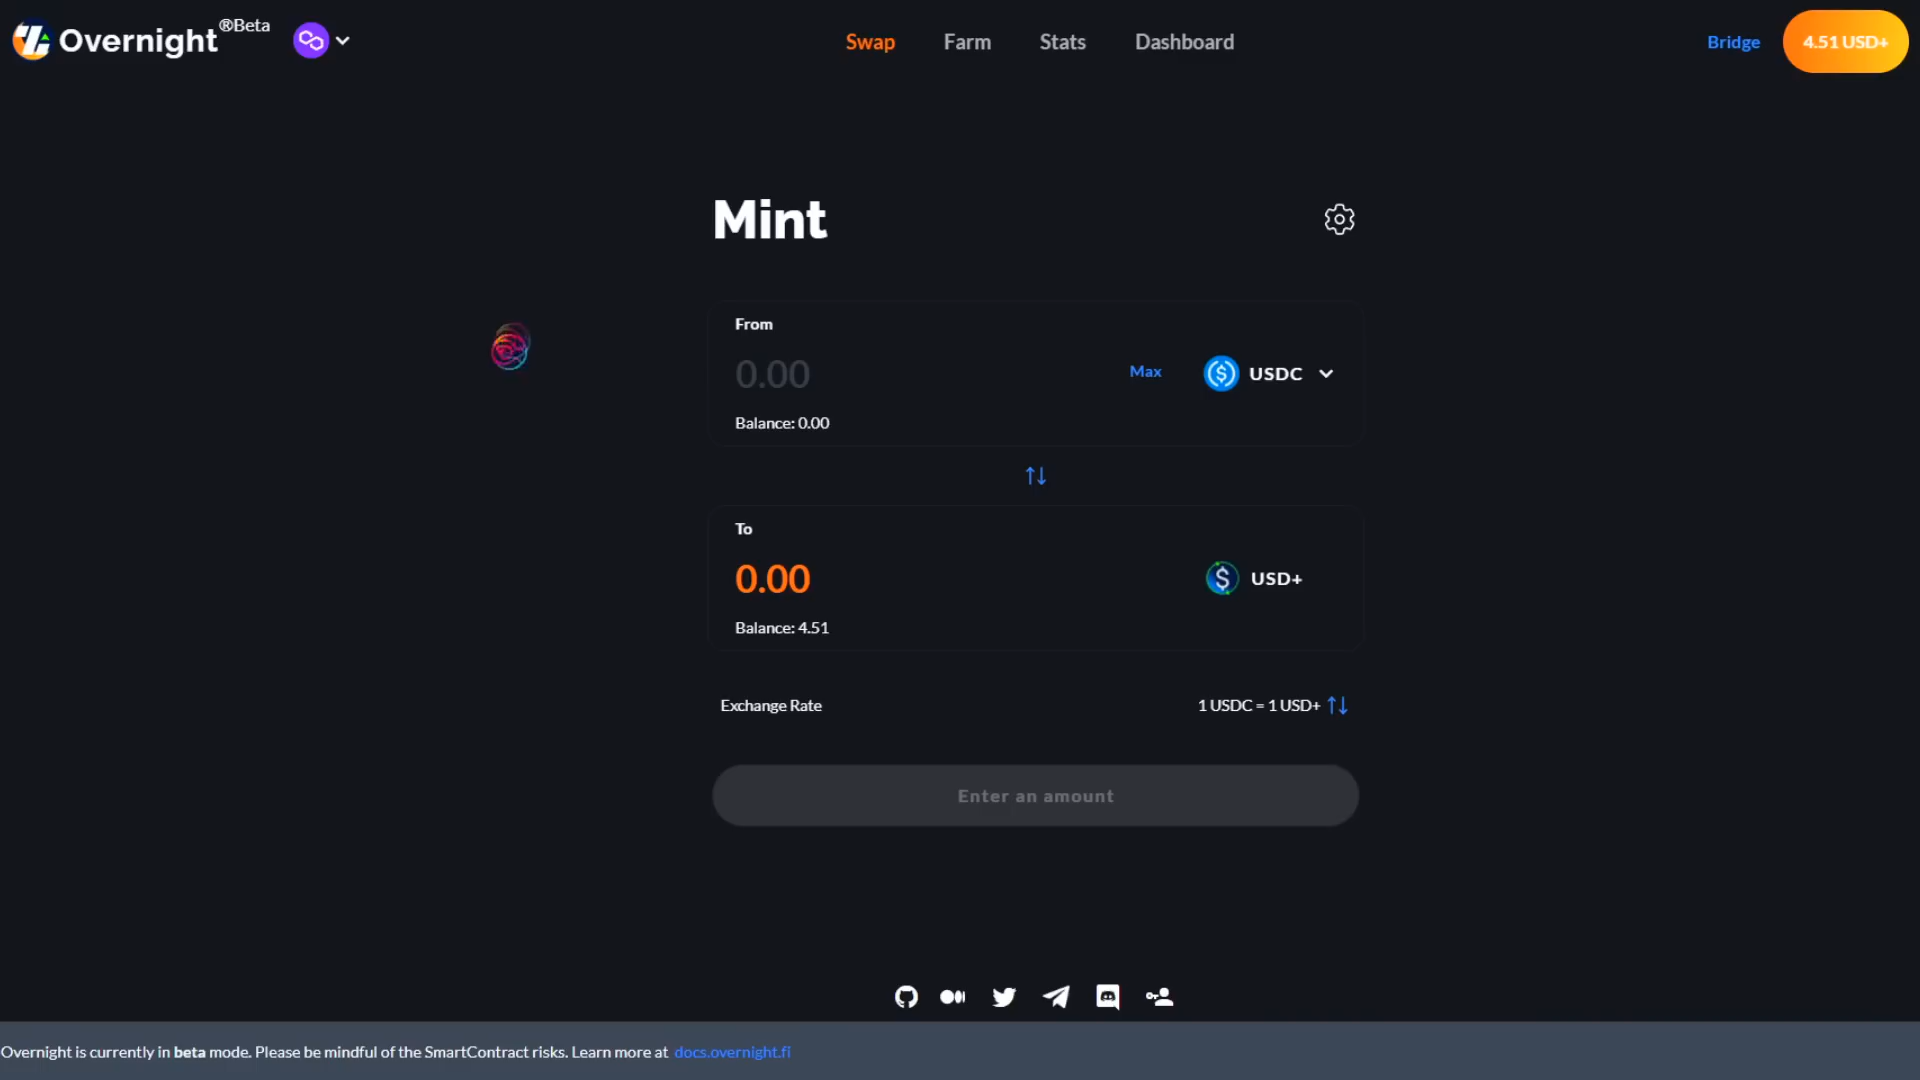 Overnight ®Beta
Swap Farm Stats Dashboard
Bridge 4.51 USD+
Mint
From
0.00 Max USDC
Balance: 0.00
To
0.00 USD+
Balance: 4.51
Exchange Rate 1 USDC = 1 USD+
Enter an amount
Overnight is currently in beta mode. Please be mindful of the SmartContract risks. Learn more at docs.overnight.fi